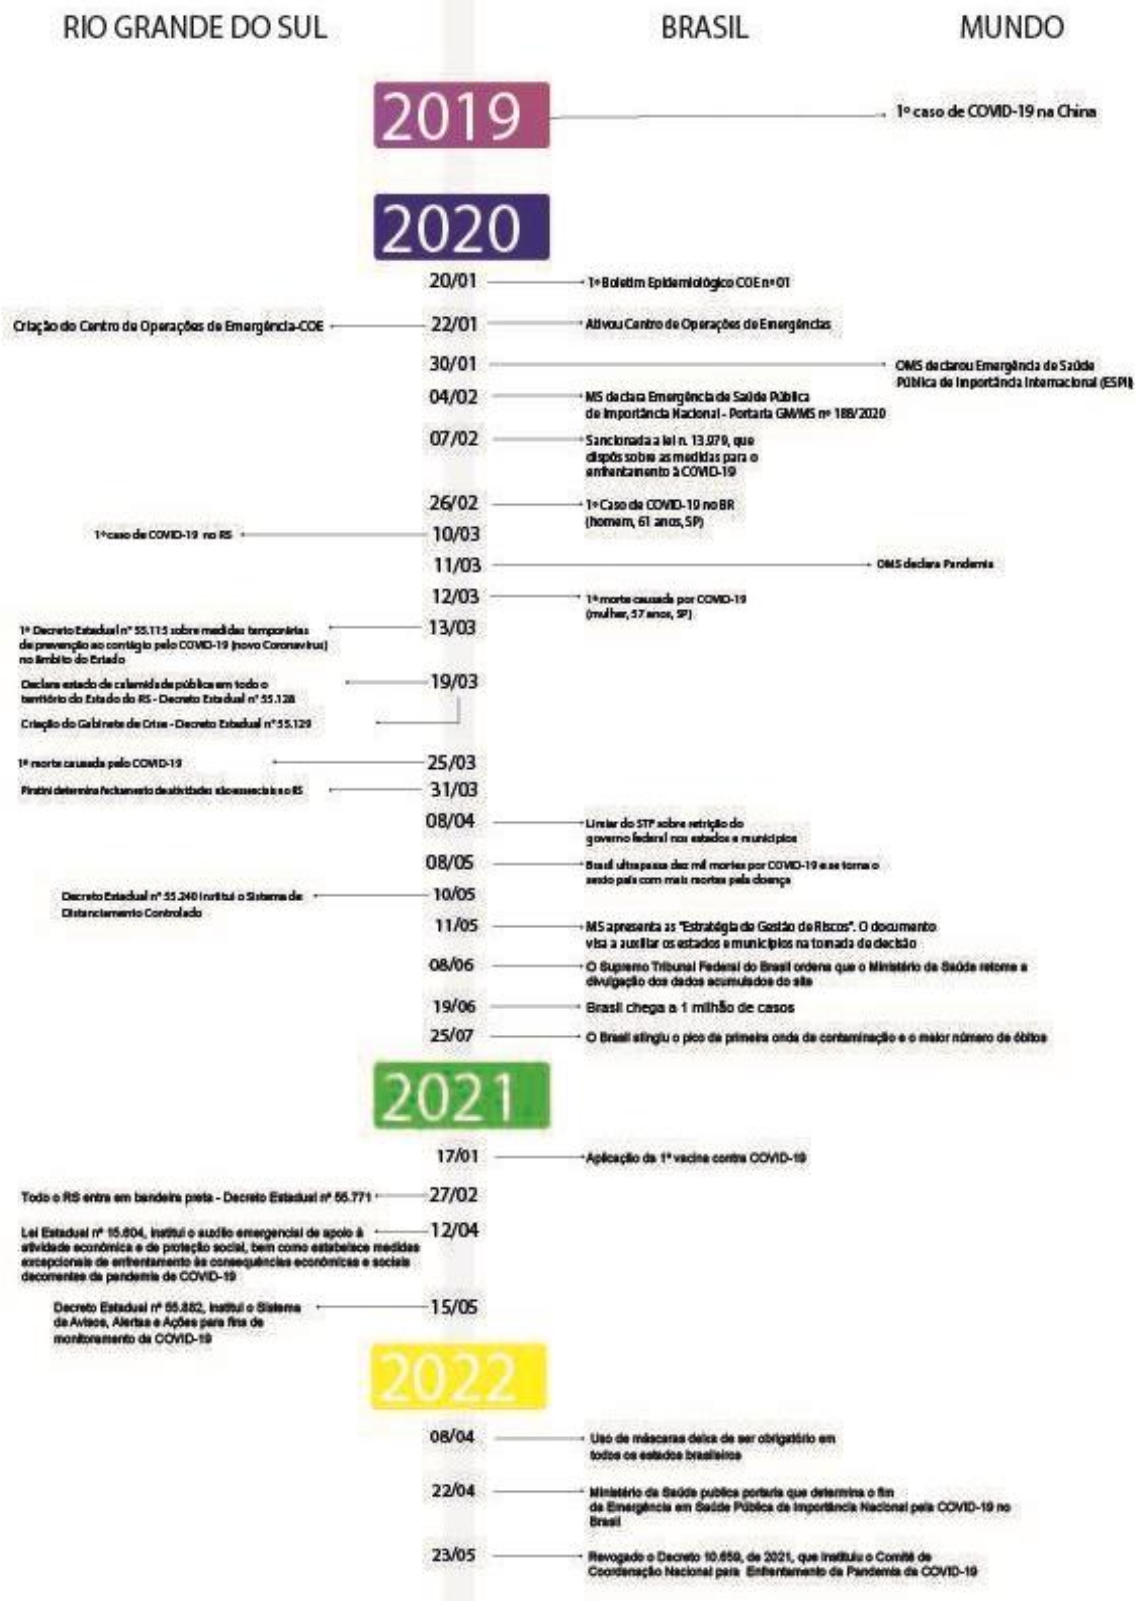 RIO GRANDE DO SUL
BRASIL
MUNDO
2019
1º caso de COVID-19 na China
2020
20/01
1º Boletim Epidemiológico COE nº 01
Criação do Centro de Operações de Emergência-COE
22/01
Ativou Centro de Operações de Emergências
30/01
OMS declarou Emergência de Saúde
Pública de Importância Internacional (ESPII)
04/02
MS declara Emergência de Saúde Pública
de Importância Nacional - Portaria GM/MS nº 188/2020
07/02
Sancionada a lei n. 13.979, que
dispôs sobre as medidas para o
enfrentamento à COVID-19
26/02
1º Caso de COVID-19 no BR
(homem, 61 anos, SP)
1º caso de COVID-19 no RS
10/03
11/03
OMS declara Pandemia
12/03
1ª morte causada por COVID-19
(mulher, 57 anos, SP)
13/03
1º Decreto Estadual nº 55.115 sobre medidas temporárias
de prevenção ao contágio pelo COVID-19 (novo Coronavírus)
no âmbito do Estado
19/03
Declara estado de calamidade pública em todo o
território do Estado do RS - Decreto Estadual nº 55.128
Criação do Gabinete de Crise - Decreto Estadual nº 55.129
1ª morte causada pelo COVID-19
25/03
Piratini determina fechamento de atividades não essenciais no RS
31/03
08/04
Limiar do STF sobre retrição do
governo federal nos estados e municípios
08/05
Brasil ultrapassa dez mil mortes por COVID-19 e se torna o
sexto país com mais mortes pela doença
10/05
Decreto Estadual nº 55.240 institui o Sistema de
Distanciamento Controlado
11/05
MS apresenta as "Estratégia de Gestão de Riscos". O documento
visa a auxiliar os estados e municípios na tomada de decisão
08/06
O Supremo Tribunal Federal do Brasil ordena que o Ministério da Saúde retome a
divulgação dos dados acumulados do site
19/06
Brasil chega a 1 milhão de casos
25/07
O Brasil atingiu o pico da primeira onda da contaminação e o maior número de óbitos
2021
17/01
Aplicação da 1ª vacina contra COVID-19
Todo o RS entra em bandeira preta - Decreto Estadual nº 55.771
27/02
12/04
Lei Estadual nº 15.604, institui o auxílio emergencial de apoio à
atividade econômica e de proteção social, bem como estabelece medidas
excepcionais de enfrentamento às consequências econômicas e sociais
decorrentes da pandemia de COVID-19
15/05
Decreto Estadual nº 55.882, institui o Sistema
de Avisos, Alertas e Ações para fins de
monitoramento da COVID-19
2022
08/04
Uso de máscaras deixa de ser obrigatório em
todos os estados brasileiros
22/04
Ministério da Saúde publica portaria que determina o fim
da Emergência em Saúde Pública de Importância Nacional pela COVID-19 no
Brasil
23/05
Revogado o Decreto 10.659, de 2021, que instituiu o Comitê de
Coordenação Nacional para Enfrentamento da Pandemia da COVID-19